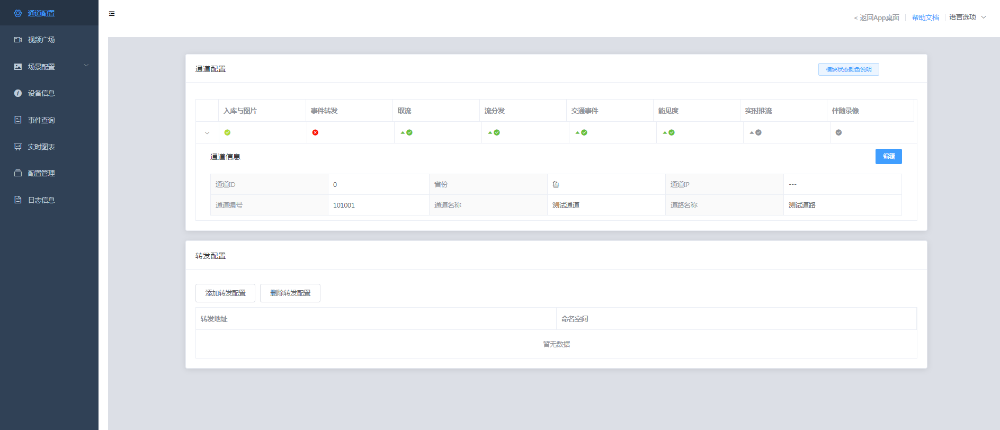 通道配置
视频广场
场景配置
设备信息
事件查询
实时图表
配置管理
日志信息
< 返回App桌面
帮助文档
语言选项
通道配置
模块状态颜色说明
入库与图片 事件转发 取流 流分发 交通事件 能见度 实时推流 伴随录像
通道信息
编辑
通道ID 0 省份 鲁 通道IP ---
通道编号 101001 通道名称 测试通道 道路名称 测试道路
转发配置
添加转发配置 删除转发配置
转发地址 命名空间
暂无数据